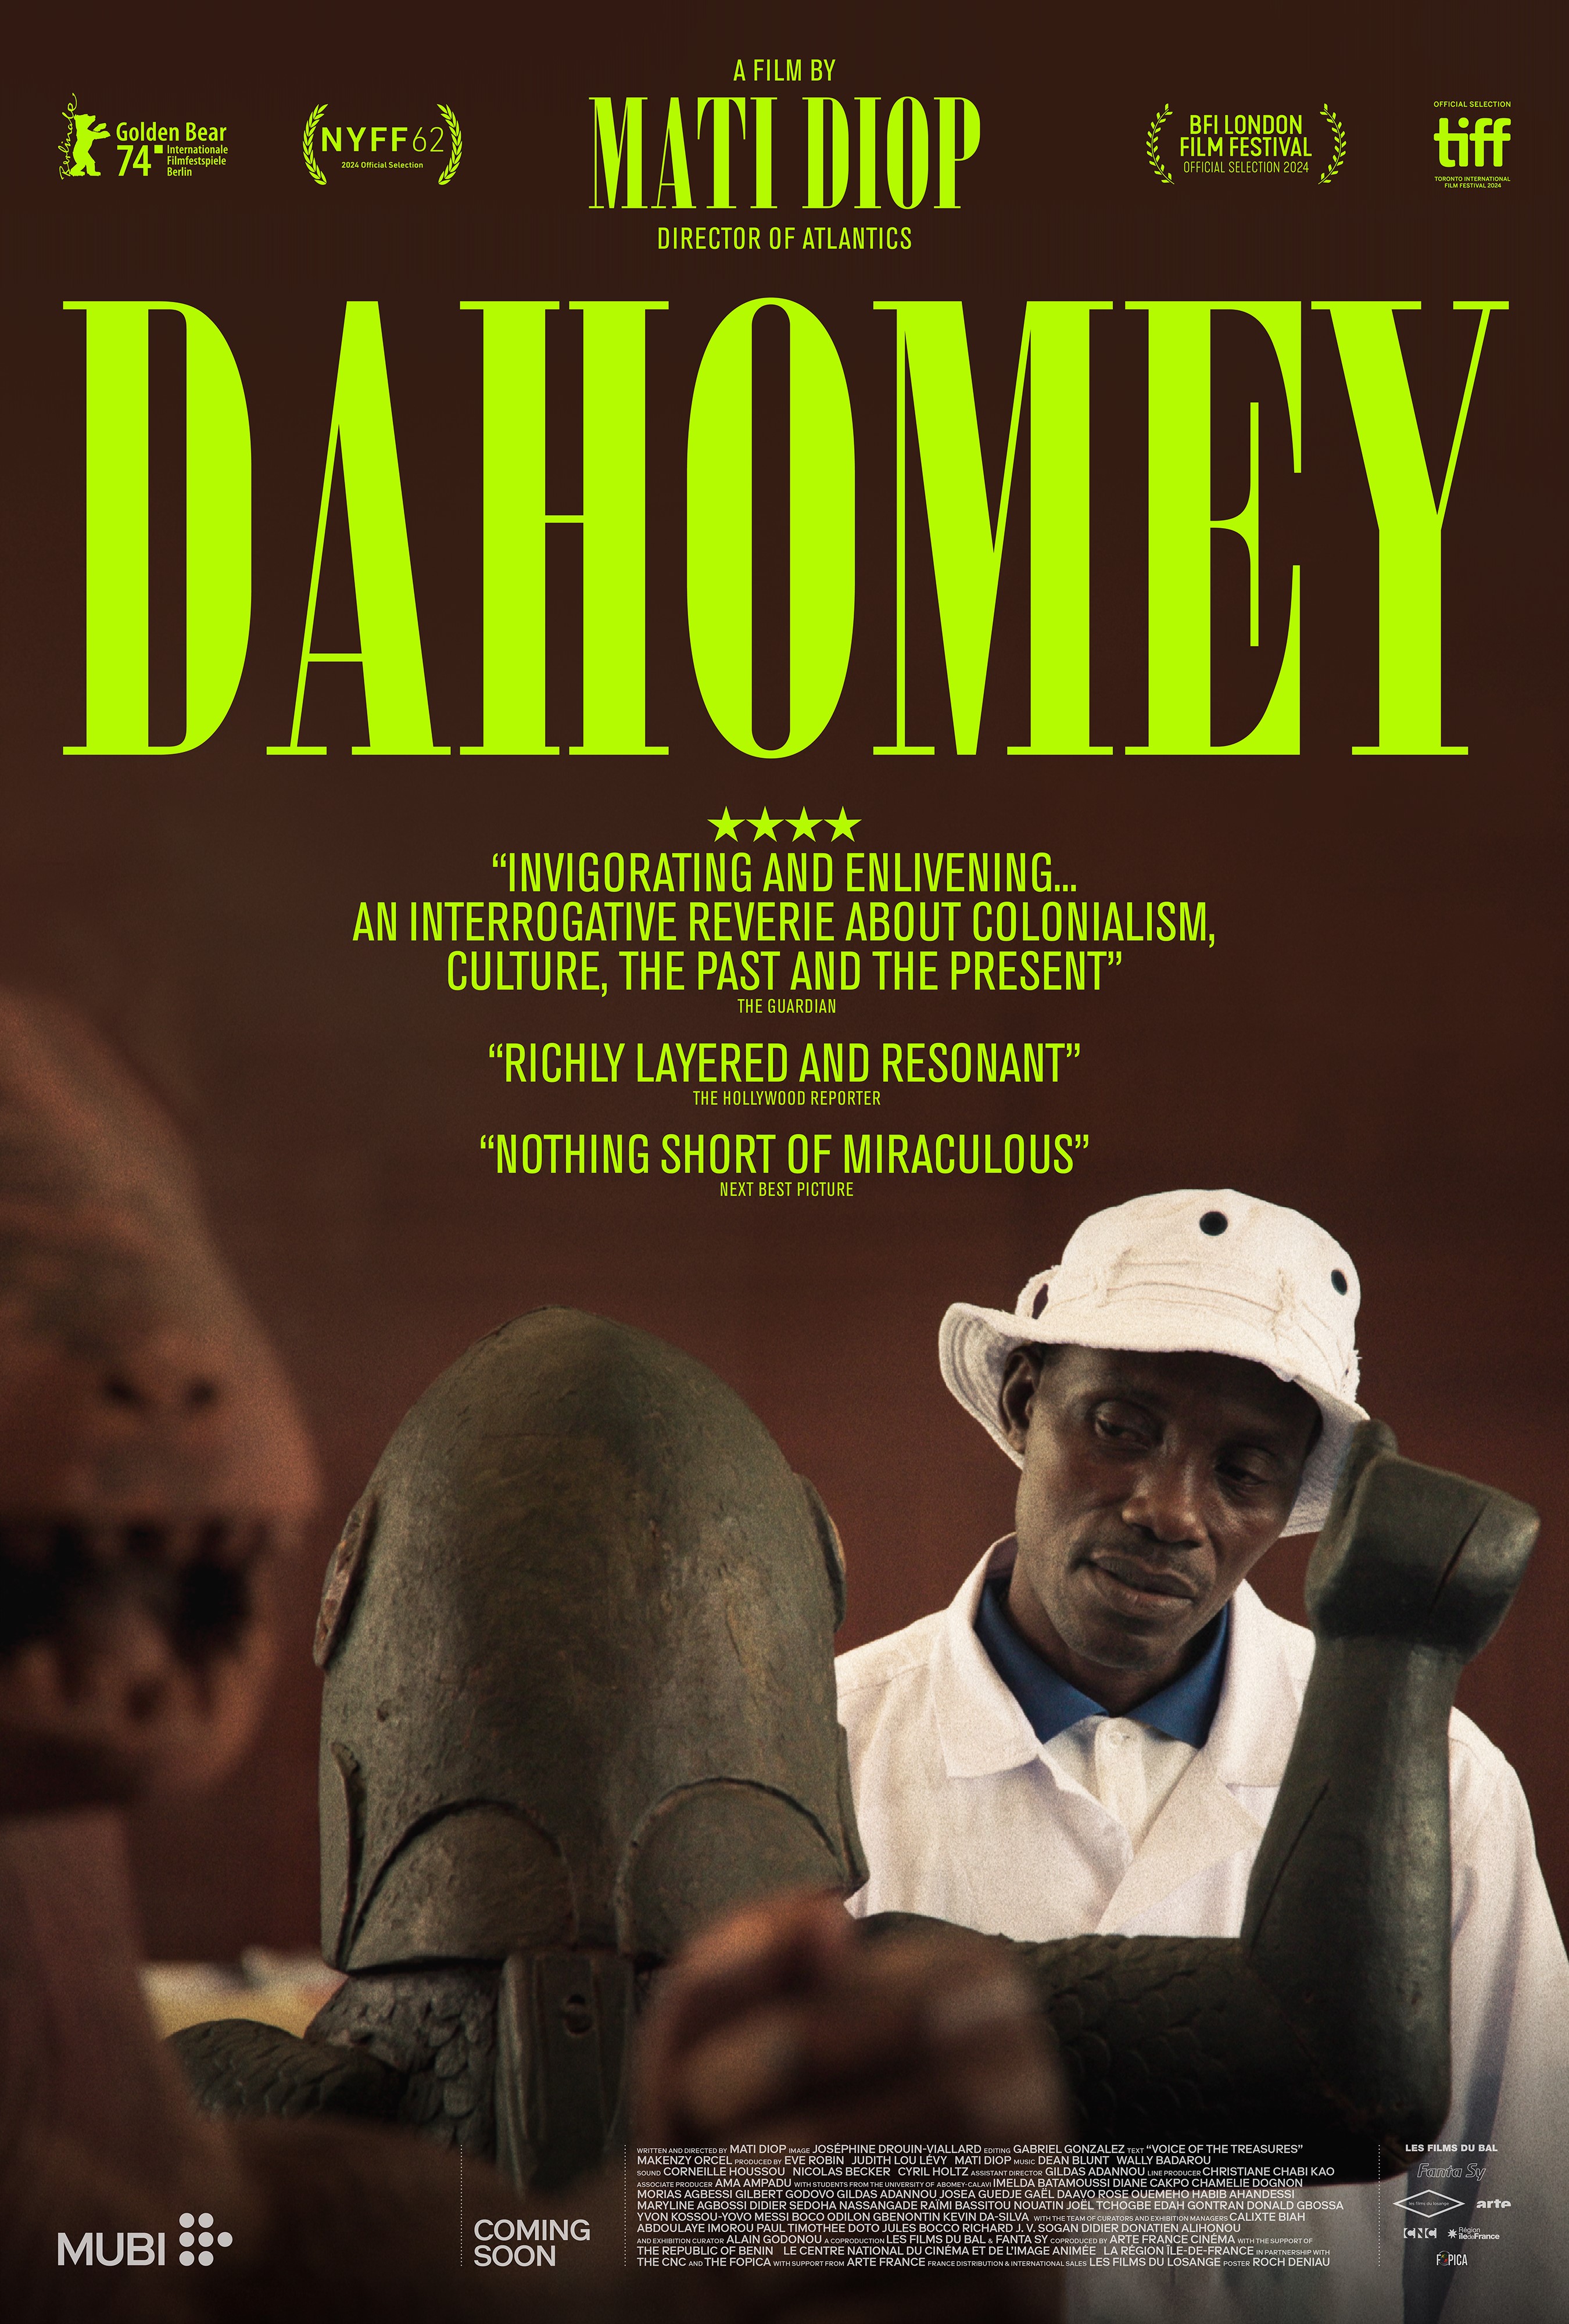 A FILM BY
MATI DIOP
DIRECTOR OF ATLANTICS
Berlinale
Golden Bear
74
Internationale
Filmfestspiele
Berlin
NYFF62
2024 Official Selection
BFI LONDON
FILM FESTIVAL
OFFICIAL SELECTION 2024
OFFICIAL SELECTION
tiff
TORONTO INTERNATIONAL
FILM FESTIVAL 2024
DAHOMEY
★★★★
“INVIGORATING AND ENLIVENING...
AN INTERROGATIVE REVERIE ABOUT COLONIALISM,
CULTURE, THE PAST AND THE PRESENT”
THE GUARDIAN
“RICHLY LAYERED AND RESONANT”
THE HOLLYWOOD REPORTER
“NOTHING SHORT OF MIRACULOUS”
NEXT BEST PICTURE
MUBI
COMING
SOON
WRITTEN AND DIRECTED BY MATI DIOP IMAGE JOSÉPHINE DROUIN-VIALLARD EDITING GABRIEL GONZALEZ TEXT “VOICE OF THE TREASURES”
MAKENZY ORCEL PRODUCED BY EVE ROBIN JUDITH LOU LÉVY MATI DIOP MUSIC DEAN BLUNT WALLY BADAROU
SOUND CORNEILLE HOUSSOU NICOLAS BECKER CYRIL HOLTZ ASSISTANT DIRECTOR GILDAS ADANNOU LINE PRODUCER CHRISTIANE CHABI KAO
ASSOCIATE PRODUCER AMA AMPADU WITH STUDENTS FROM THE UNIVERSITY OF ABOMEY-CALAVI IMELDA BATAMOUSSI DIANE CAKPO CHAMELIE DOGNON
MORIAS AGBESSI GILBERT GODOVO GILDAS ADANNOU JOSEA GUEDJE GAËL DAAVO ROSE OUEMEHO HABIB AHANDESSI
MARYLINE AGBOSSI DIDIER SEDOHA NASSANGADE RAÏMI BASSITOU NOUATIN JOËL TCHOGBE EDAH GONTRAN DONALD GBOSSA
YVON KOSSOU-YOVO MESSI BOCO ODILON GBENONTIN KEVIN DA-SILVA WITH THE TEAM OF CURATORS AND EXHIBITION MANAGERS CALIXTE BIAH
ABDOULAYE IMOROU PAUL TIMOTHEE DOTO JULES BOCCO RICHARD J. V. SOGAN DIDIER DONATIEN ALIHONOU
AND EXHIBITION CURATOR ALAIN GODONOU A COPRODUCTION LES FILMS DU BAL & FANTA SY COPRODUCED BY ARTE FRANCE CINÉMA WITH THE SUPPORT OF
THE REPUBLIC OF BENIN LE CENTRE NATIONAL DU CINÉMA ET DE L'IMAGE ANIMÉE LA RÉGION ÎLE-DE-FRANCE IN PARTNERSHIP WITH
THE CNC AND THE FOPICA WITH SUPPORT FROM ARTE FRANCE FRANCE DISTRIBUTION & INTERNATIONAL SALES LES FILMS DU LOSANGE POSTER ROCH DENIAU
LES FILMS DU BAL
Fanta Sy
les films du losange
arte
CNC
Région
îledeFrance
FOPICA